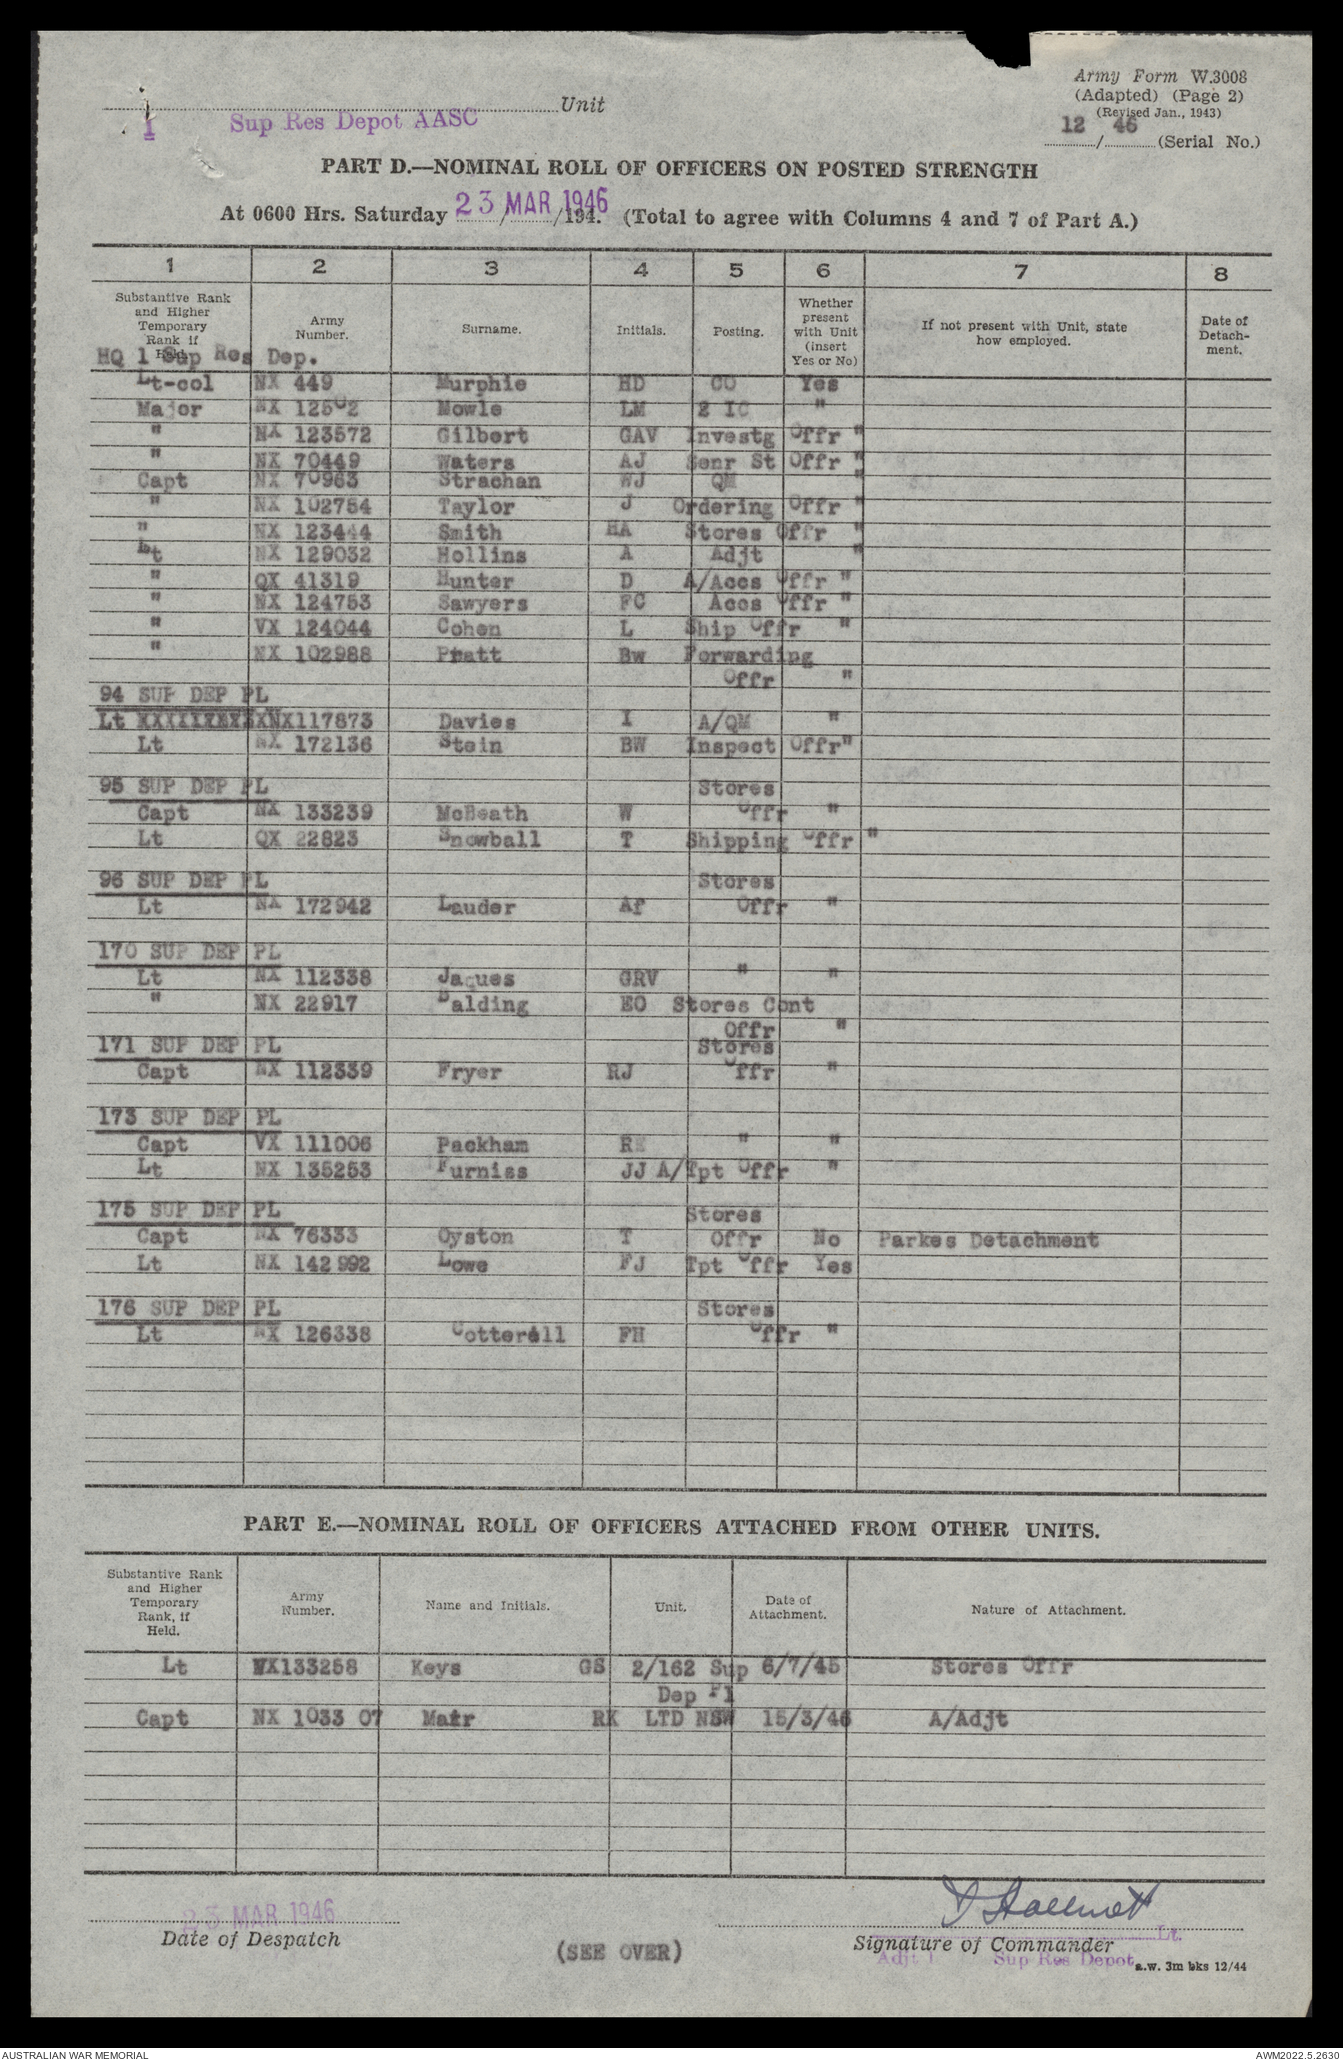 Army Form W.3008
(Adapted) (Page 2)
(Revised Jan., 1943)
12 / 46 (Serial No.)
Unit
1 Sup Res Depot AASC
PART D.—NOMINAL ROLL OF OFFICERS ON POSTED STRENGTH
At 0600 Hrs. Saturday 23 MAR 1946 /194. (Total to agree with Columns 4 and 7 of Part A.)
1 2 3 4 5 6 7 8
Substantive Rank and Higher Temporary Rank if Held. Army Number. Surname. Initials. Posting. Whether present with Unit (insert Yes or No) If not present with Unit, state how employed. Date of Detach-ment.
HQ 1 Sup Res Dep.
Lt-col NX 449 Murphie HD CO Yes
Major NX 12502 Mowle LM 2 IC "
" NX 123572 Gilbert GAV Investg Offr "
" NX 70449 Waters AJ Senr St Offr "
Capt NX 70983 Strachan WJ QM "
" NX 102754 Taylor J Ordering Offr "
" NX 123444 Smith HA Stores Offr "
Lt NX 129032 Hollins A Adjt "
" QX 41319 Hunter D A/Accs Offr "
" NX 124753 Sawyers FC Accs Offr "
" VX 124044 Cohen L Ship Offr "
" NX 102988 Pratt Bw Forwarding
Offr "
94 SUP DEP PL
Lt XXXXXXXXXXNX117873 Davies I A/QM "
Lt NX 172136 Stein BW Inspect Offr "
95 SUP DEP PL Stores
Capt NX 133239 McBeath W Offr "
Lt QX 22823 Snowball T Shipping Offr "
96 SUP DEP PL Stores
Lt NX 172942 Lauder Af Offr "
170 SUP DEP PL
Lt NX 112338 Jaques GRV " "
" NX 22917 Balding EO Stores Cont
Offr "
171 SUP DEP PL Stores
Capt NX 112339 Fryer RJ Offr "
173 SUP DEP PL
Capt VX 111006 Packham RE " "
Lt NX 135253 Furniss JJ A/Tpt Offr "
175 SUP DEP PL Stores
Capt NX 76333 Oyston T Offr No Parkes Detachment
Lt NX 142992 Lowe FJ Tpt Offr Yes
176 SUP DEP PL Stores
Lt NX 126338 Cotterell FH Offr "
PART E.—NOMINAL ROLL OF OFFICERS ATTACHED FROM OTHER UNITS.
Substantive Rank and Higher Temporary Rank, if Held. Army Number. Name and Initials. Unit. Date of Attachment. Nature of Attachment.
Lt NX133258 Keys GS 2/162 Sup 6/7/45 Stores Offr
Dep Pl
Capt NX 1033 07 Mair RK LTD NSW 15/3/46 A/Adjt
23 MAR 1946
Date of Despatch
(SEE OVER)
Lt.
Signature of Commander
Adjt 1 Sup Res Depot
a.w. 3m bks 12/44
AUSTRALIAN WAR MEMORIAL
AWM2022.5.2630